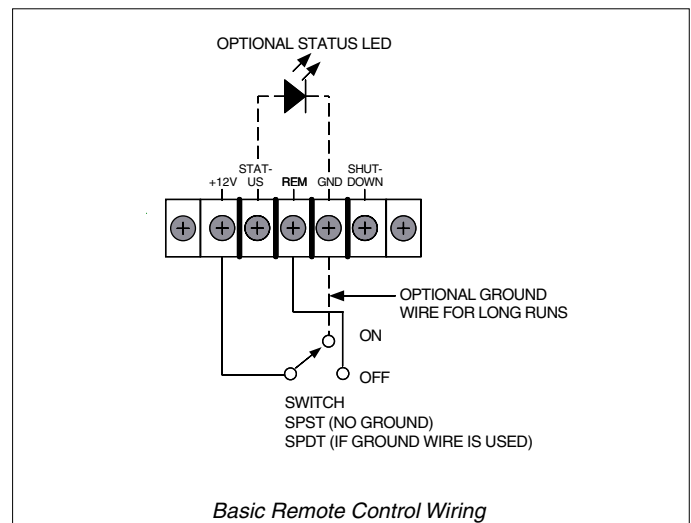 OPTIONAL STATUS LED
+12V
STAT-
US
REM
GND
SHUT-
DOWN
OPTIONAL GROUND
WIRE FOR LONG RUNS
ON
OFF
SWITCH
SPST (NO GROUND)
SPDT (IF GROUND WIRE IS USED)
Basic Remote Control Wiring